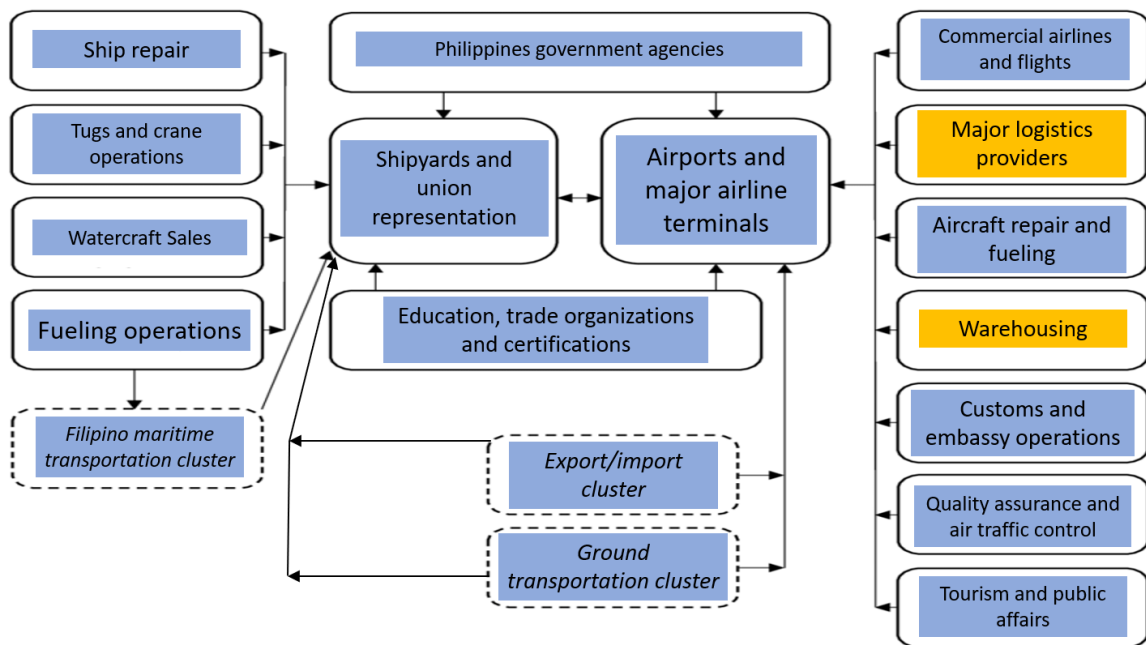 Ship repair
Tugs and crane
operations
Watercraft Sales
Fueling operations
Filipino maritime
transportation cluster
Philippines government agencies
Shipyards and
union
representation
Airports and
major airline
terminals
Education, trade organizations
and certifications
Export/import
cluster
Ground
transportation cluster
Commercial airlines
and flights
Major logistics
providers
Aircraft repair and
fueling
Warehousing
Customs and
embassy operations
Quality assurance and
air traffic control
Tourism and public
affairs